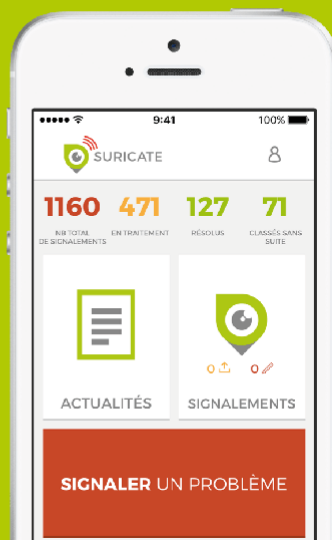 9:41 100%
SURICATE
1160 471 127 71
NB TOTAL DE SIGNALEMENTS EN TRAITEMENT RÉSOLUS CLASSÉS SANS SUITE
0 0
ACTUALITÉS SIGNALEMENTS
SIGNALER UN PROBLÈME